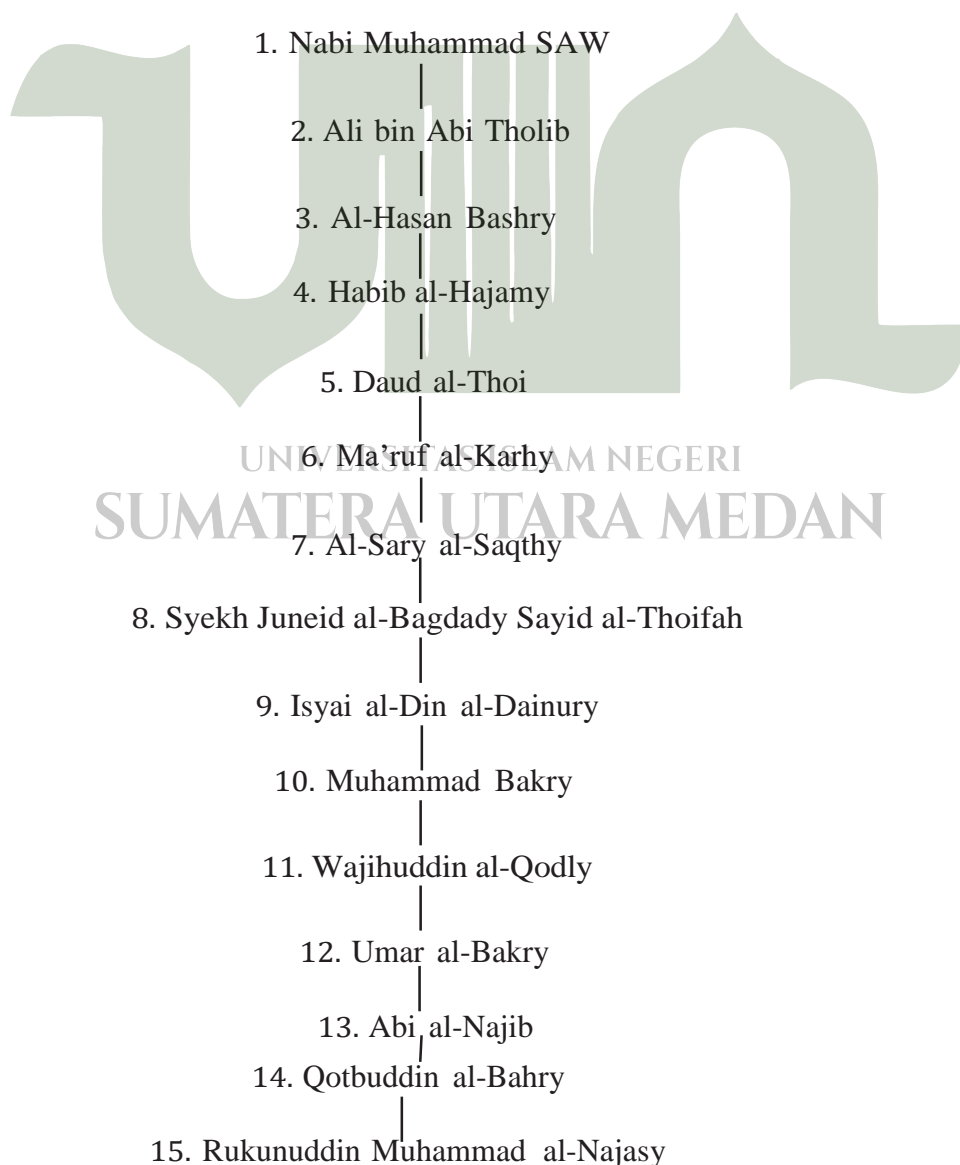 1. Nabi Muhammad SAW
2. Ali bin Abi Tholib
3. Al-Hasan Bashry
4. Habib al-Hajamy
5. Daud al-Thoi
UNIVERSITAS ISLAM NEGERI
6. Ma’ruf al-Karhy
SUMATERA UTARA MEDAN
7. Al-Sary al-Saqthy
8. Syekh Juneid al-Bagdady Sayid al-Thoifah
9. Isyai al-Din al-Dainury
10. Muhammad Bakry
11. Wajihuddin al-Qodly
12. Umar al-Bakry
13. Abi al-Najib
14. Qotbuddin al-Bahry
15. Rukunuddin Muhammad al-Najasy